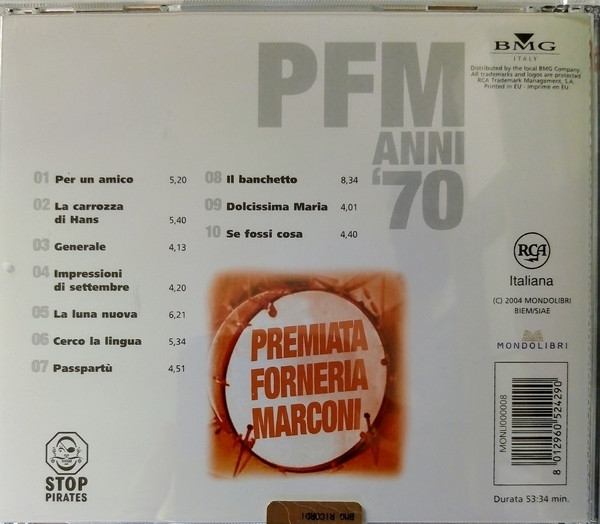 PFM
ANNI
'70
BMG
ITALY
Distributed by the local BMG Company.
All trademarks and logos are protected
RCA Trademark Management, S.A.
Printed in EU - Imprime en EU
01 Per un amico 5,20
02 La carrozza
di Hans 5,40
03 Generale 4,13
04 Impressioni
di settembre 4,20
05 La luna nuova 6,21
06 Cerco la lingua 5,34
07 Passpartù 4,51
08 Il banchetto 8,34
09 Dolcissima Maria 4,01
10 Se fossi cosa 4,40
PREMIATA
FORNERIA
MARCONI
RCA
Italiana
(C) 2004 MONDOLIBRI
BIEM/SIAE
MONDOLIBRI
MONU000008
8 012960 524290
Durata 53:34 min.
STOP
PIRATES
BMG RICORDI